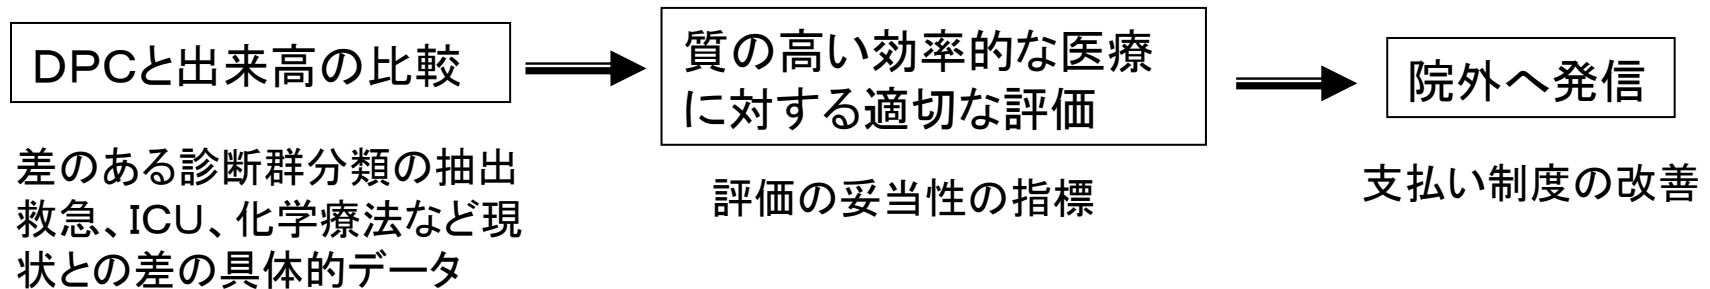 DPCと出来高の比較
差のある診断群分類の抽出
救急、ICU、化学療法など現
状との差の具体的データ
質の高い効率的な医療
に対する適切な評価
評価の妥当性の指標
院外へ発信
支払い制度の改善